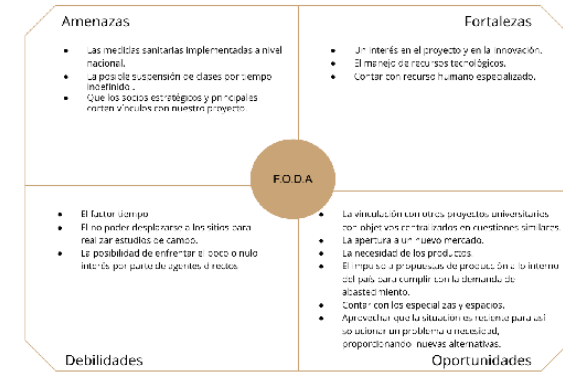 Amenazas
● Las medidas sanitarias implementadas a nivel
nacional.
● La posible suspensión de clases por tiempo
indefinido .
● Que los socios estratégicos y principales
corten vínculos con nuestro proyecto.
Fortalezas
● Un interés en el proyecto y en la innovación.
● El manejo de recursos tecnológicos.
● Contar con recurso humano especializado.
F.O.D.A
● El factor tiempo
● El no poder desplazarse a los sitios para
realizar estudios de campo.
● La posibilidad de enfrentar el poco o nulo
interés por parte de agentes directos
Debilidades
● La vinculación con otros proyectos universitarios
con objetivos centralizados en cuestiones similares.
● La apertura a un nuevo mercado.
● La necesidad de los productos.
● El impulso a propuestas de producción a lo interno
del país para cumplir con la demanda de
abastecimiento.
● Contar con los especializas y espacios.
● Aprovechar que la situación es reciente para así
solucionar un problema o necesidad,
proporcionando nuevas alternativas.
Oportunidades